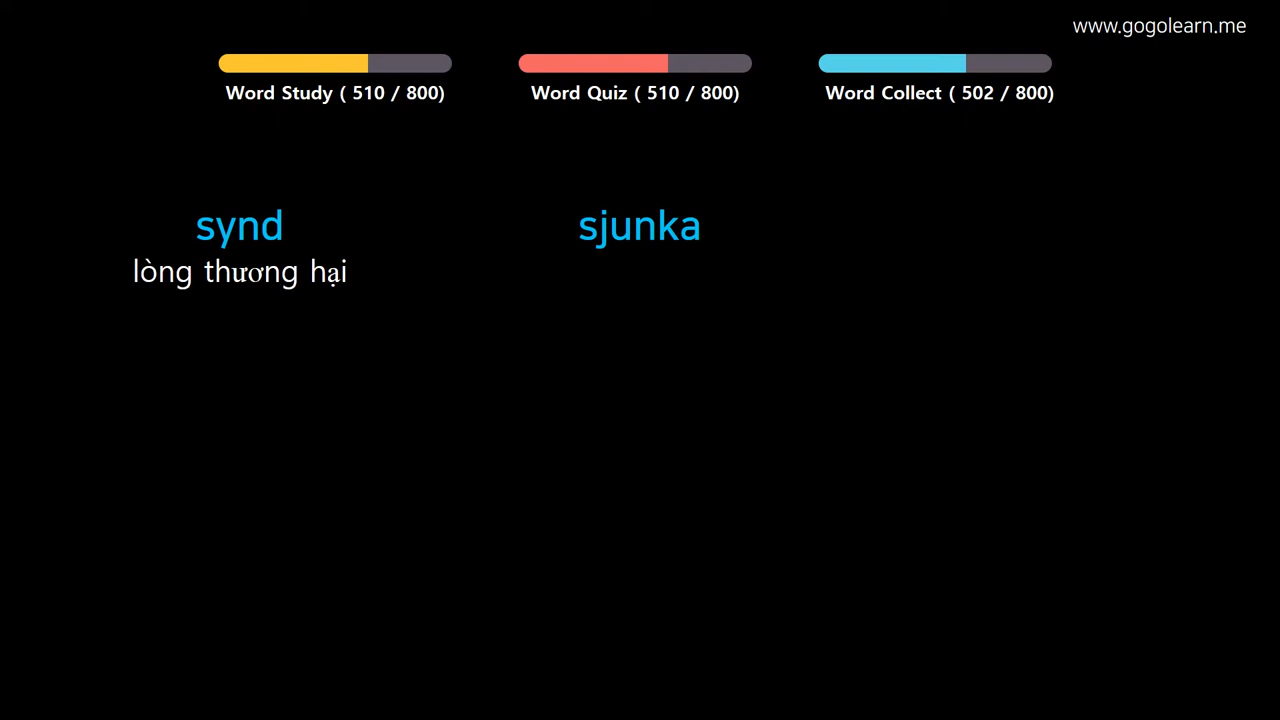 www.gogolearn.me
Word Study ( 510 / 800)
Word Quiz ( 510 / 800)
Word Collect ( 502 / 800)
synd
sjunka
lòng thương hại